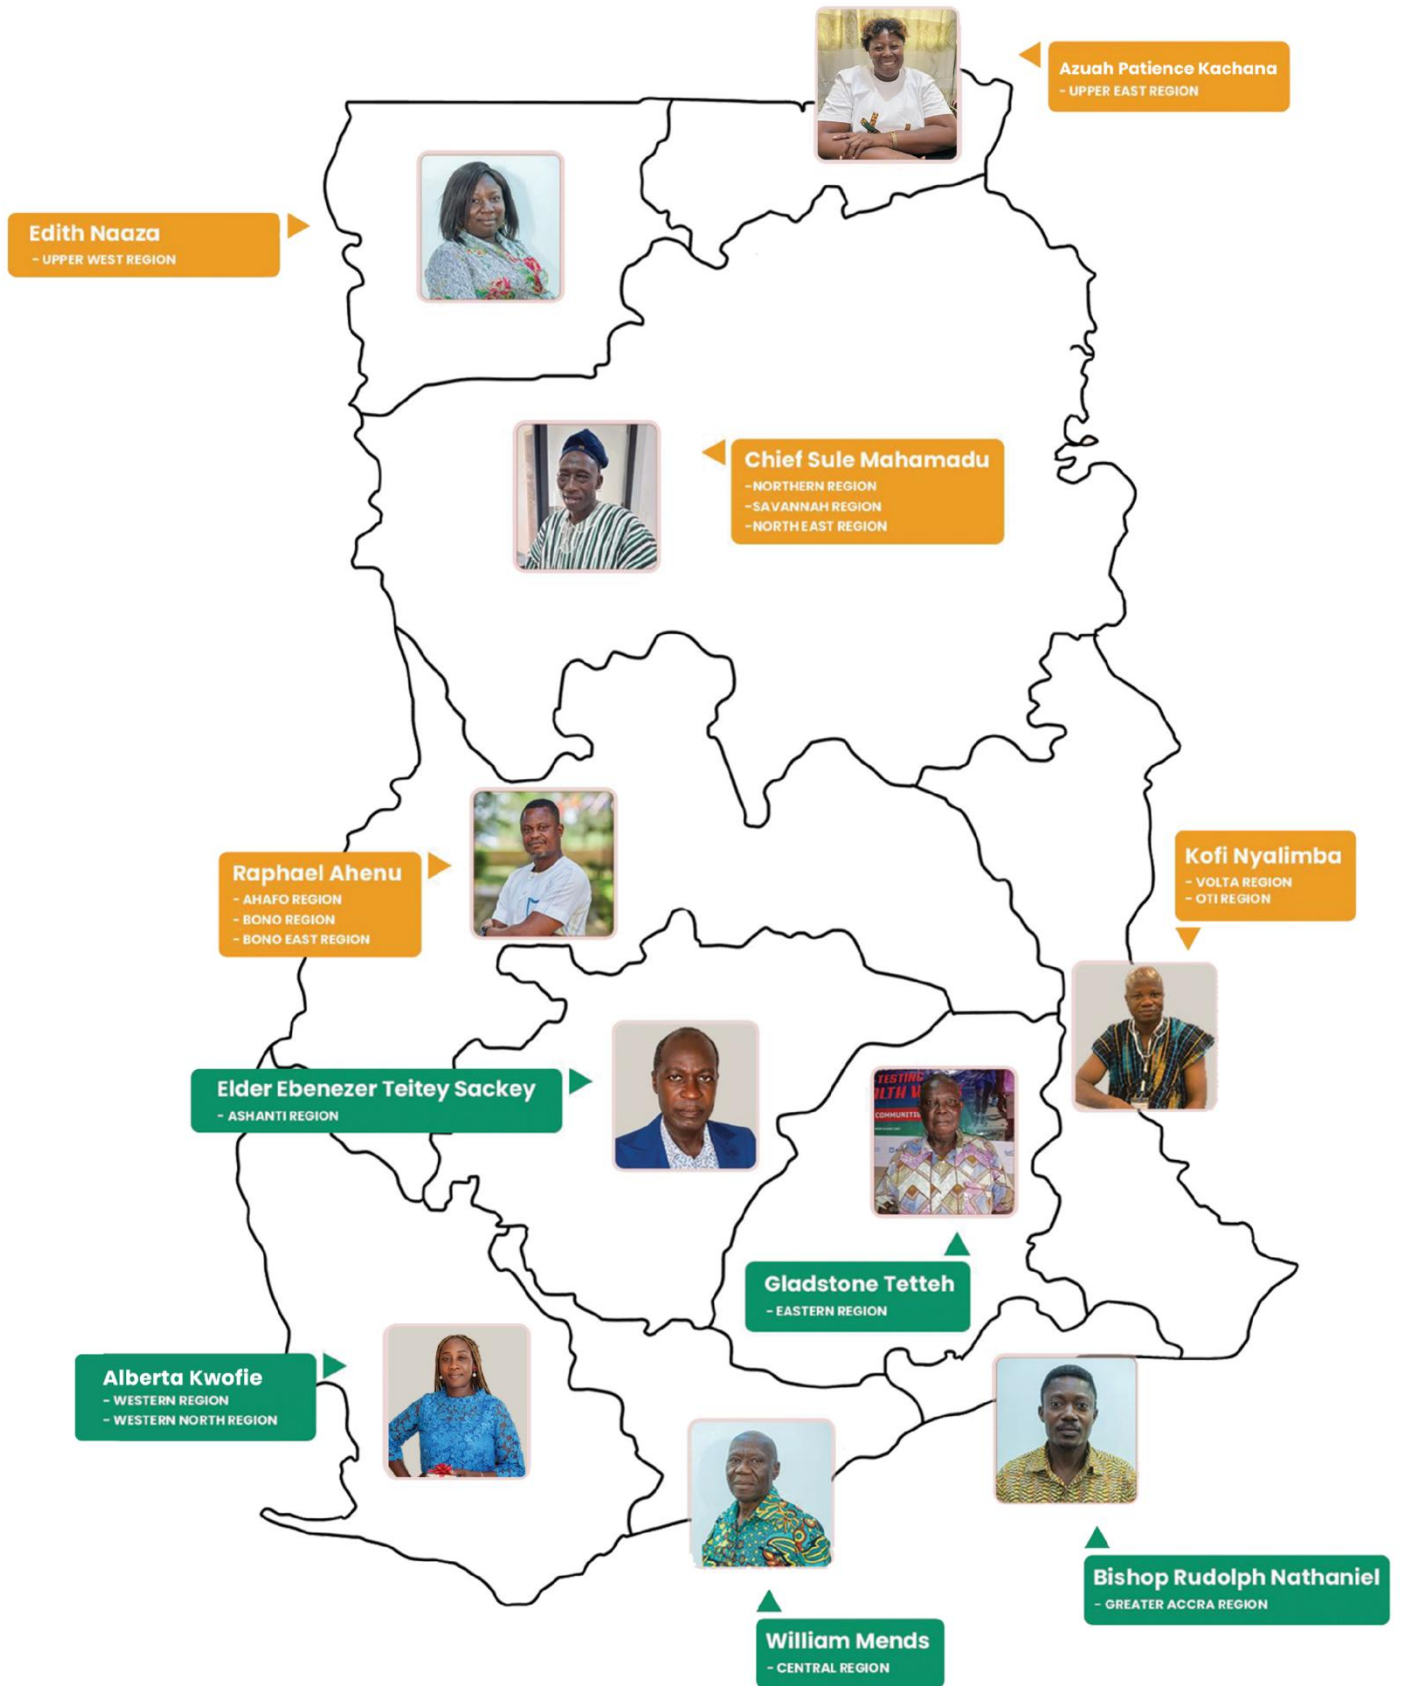 Azuah Patience Kachana
- UPPER EAST REGION
Edith Naaza
- UPPER WEST REGION
Chief Sule Mahamadu
-NORTHERN REGION
-SAVANNAH REGION
-NORTH EAST REGION
Raphael Ahenu
- AHAFO REGION
- BONO REGION
- BONO EAST REGION
Kofi Nyalimba
- VOLTA REGION
- OTI REGION
Elder Ebenezer Teitey Sackey
- ASHANTI REGION
TESTING
COMMUNITI
Gladstone Tetteh
- EASTERN REGION
Alberta Kwofie
- WESTERN REGION
- WESTERN NORTH REGION
Bishop Rudolph Nathaniel
- GREATER ACCRA REGION
William Mends
- CENTRAL REGION